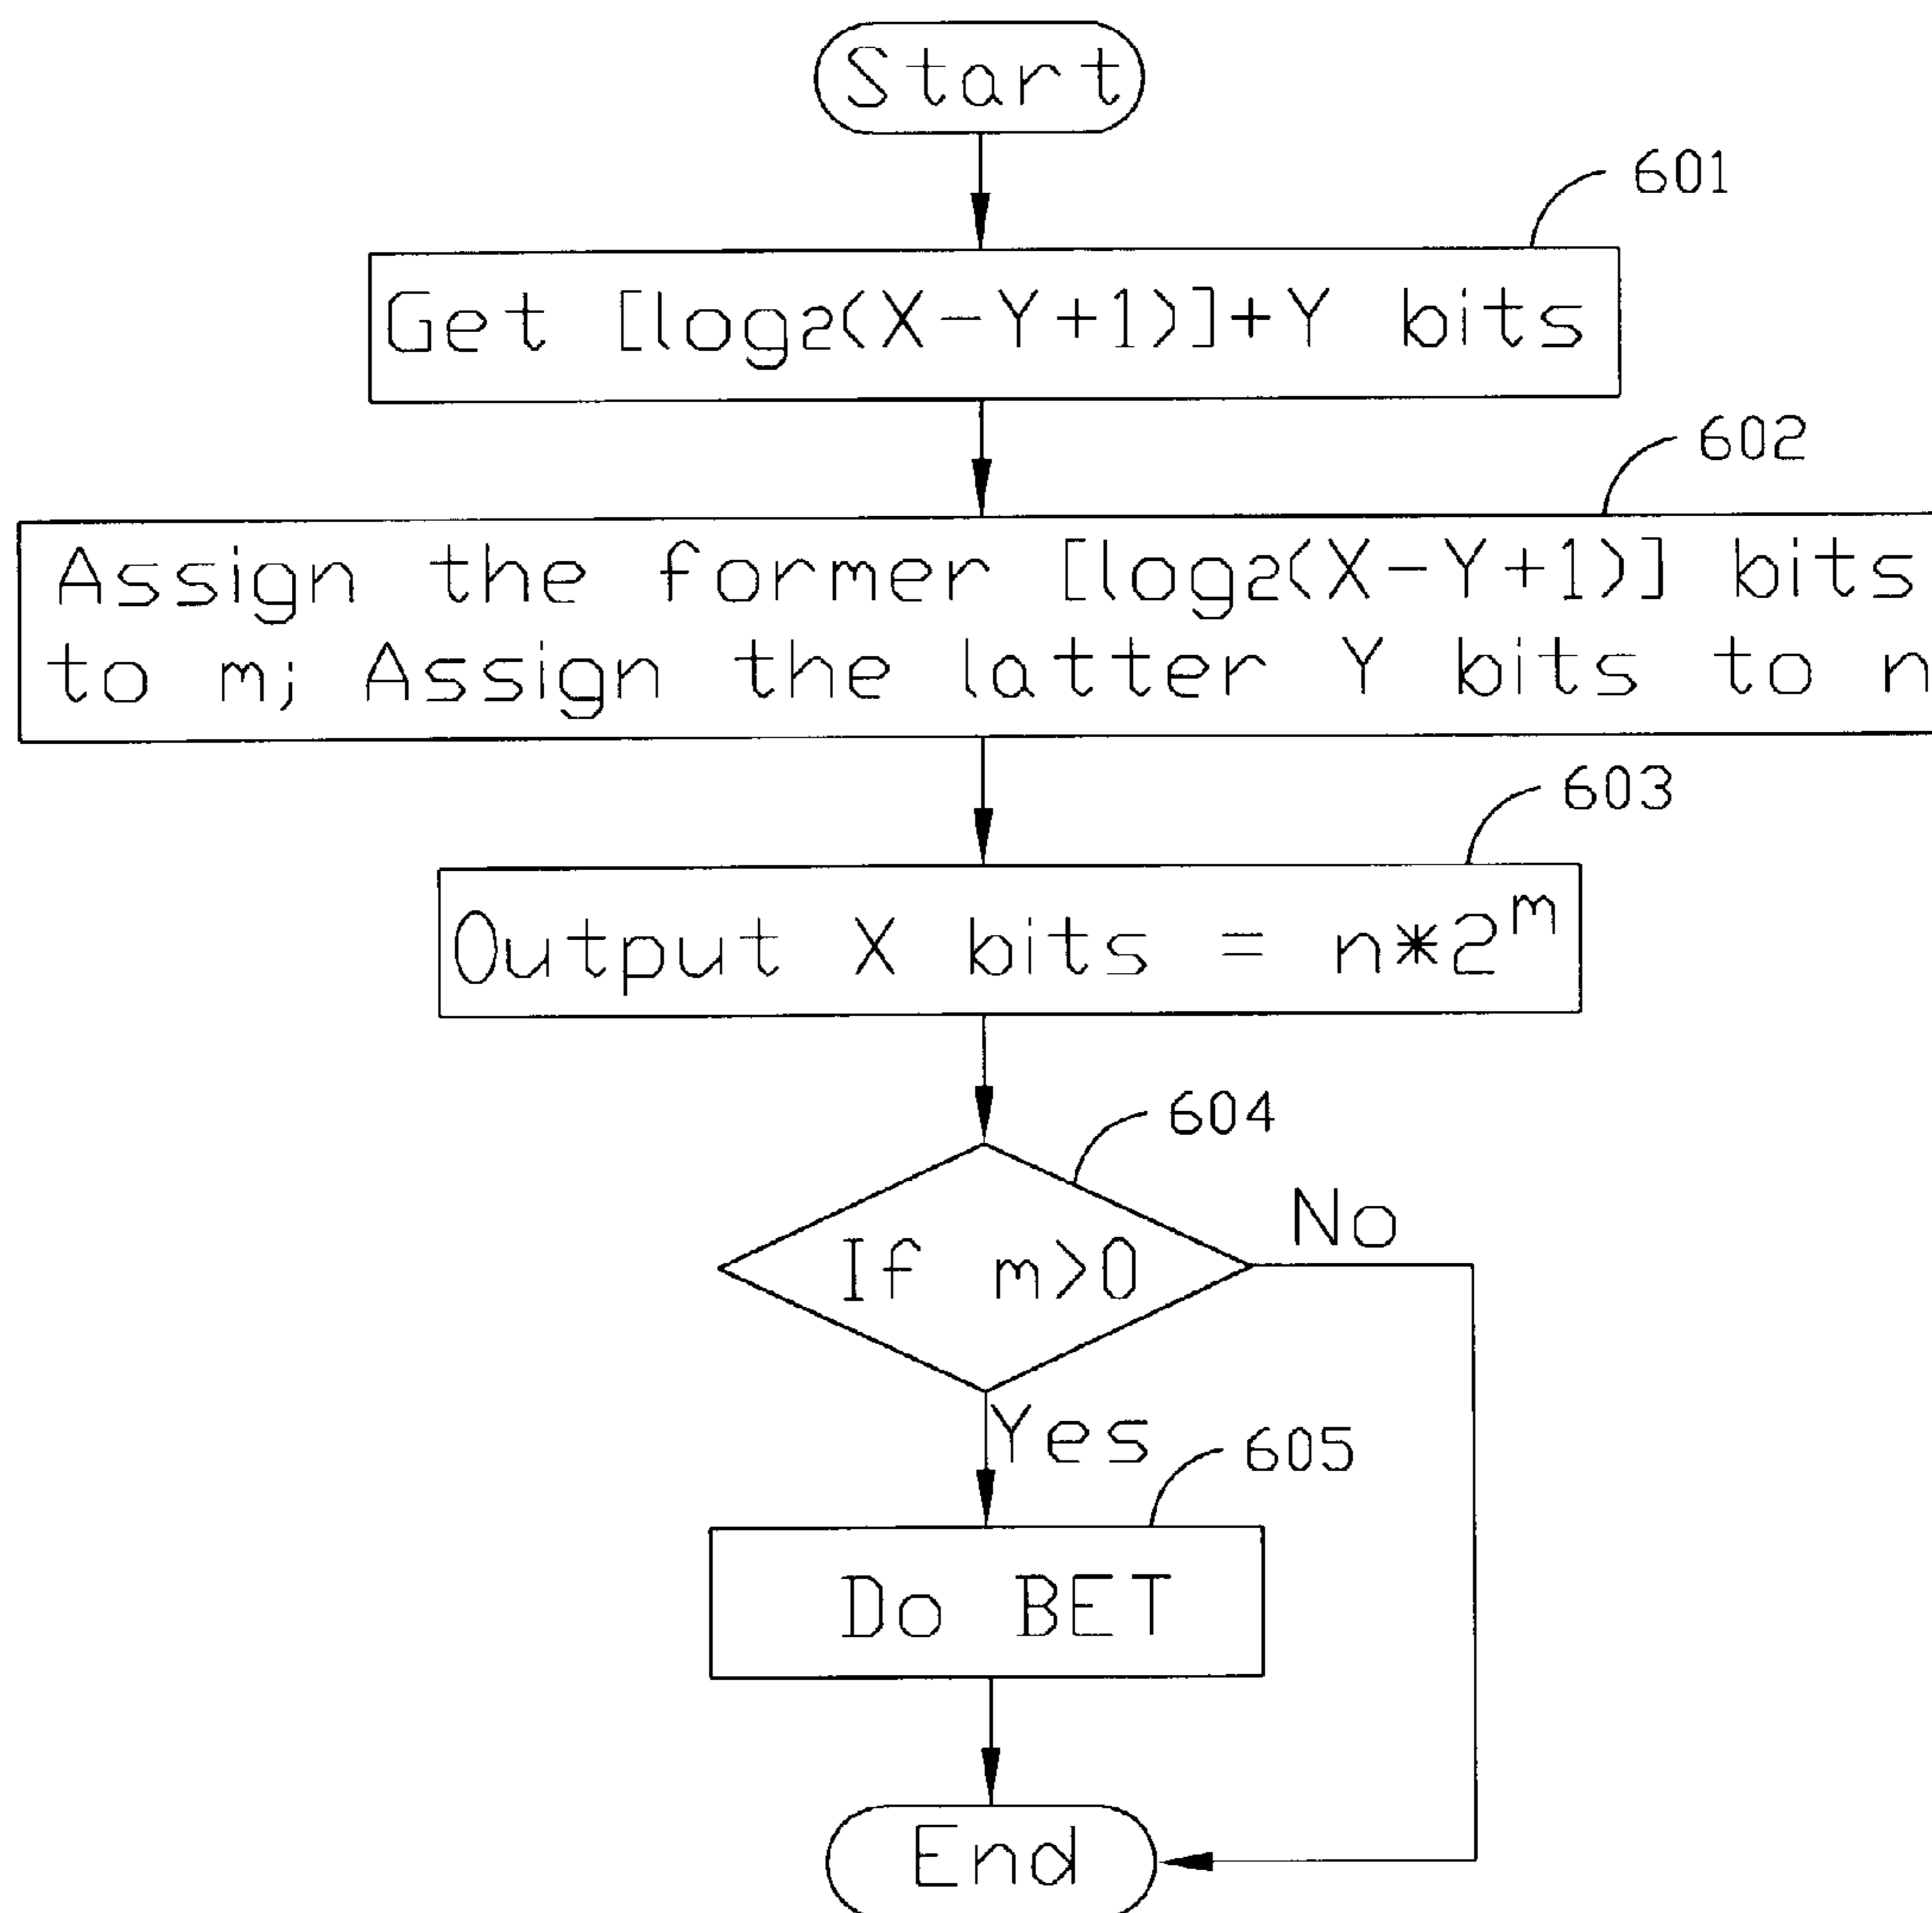 Start
601
Get [log₂(X-Y+1)]+Y bits
602
Assign the former [log₂(X-Y+1)] bits
to m; Assign the latter Y bits to n
603
Output X bits = n*2ᵐ
604
If m>0
No
Yes
605
Do BET
End